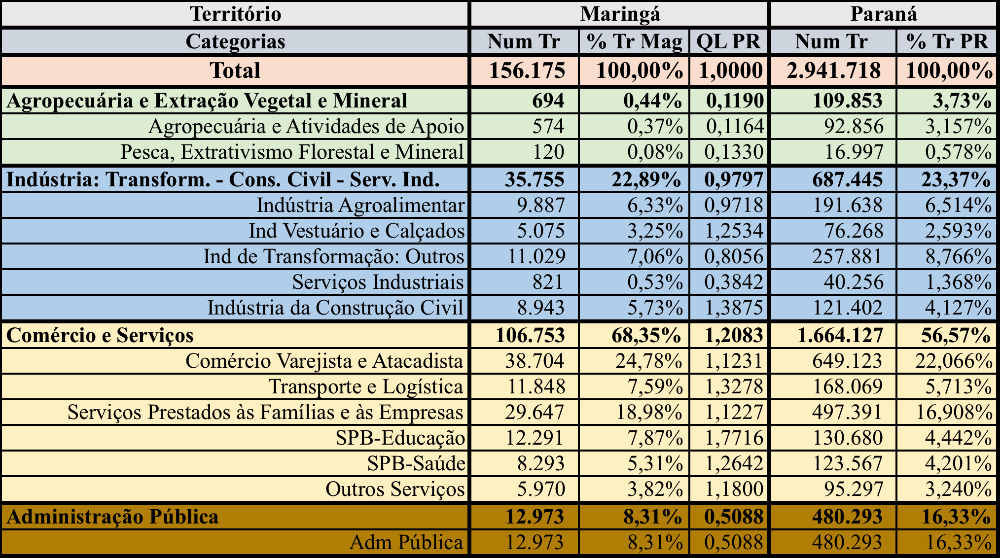 Território Maringá Paraná
Categorias Num Tr % Tr Mag QL PR Num Tr % Tr PR
Total 156.175 100,00% 1,0000 2.941.718 100,00%
Agropecuária e Extração Vegetal e Mineral 694 0,44% 0,1190 109.853 3,73%
Agropecuária e Atividades de Apoio 574 0,37% 0,1164 92.856 3,157%
Pesca, Extrativismo Florestal e Mineral 120 0,08% 0,1330 16.997 0,578%
Indústria: Transform. - Cons. Civil - Serv. Ind. 35.755 22,89% 0,9797 687.445 23,37%
Indústria Agroalimentar 9.887 6,33% 0,9718 191.638 6,514%
Ind Vestuário e Calçados 5.075 3,25% 1,2534 76.268 2,593%
Ind de Transformação: Outros 11.029 7,06% 0,8056 257.881 8,766%
Serviços Industriais 821 0,53% 0,3842 40.256 1,368%
Indústria da Construção Civil 8.943 5,73% 1,3875 121.402 4,127%
Comércio e Serviços 106.753 68,35% 1,2083 1.664.127 56,57%
Comércio Varejista e Atacadista 38.704 24,78% 1,1231 649.123 22,066%
Transporte e Logística 11.848 7,59% 1,3278 168.069 5,713%
Serviços Prestados às Famílias e às Empresas 29.647 18,98% 1,1227 497.391 16,908%
SPB-Educação 12.291 7,87% 1,7716 130.680 4,442%
SPB-Saúde 8.293 5,31% 1,2642 123.567 4,201%
Outros Serviços 5.970 3,82% 1,1800 95.297 3,240%
Administração Pública 12.973 8,31% 0,5088 480.293 16,33%
Adm Pública 12.973 8,31% 0,5088 480.293 16,33%